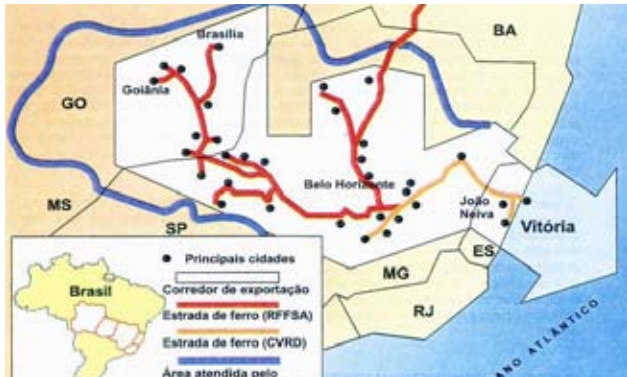 Brasília
BA
Goiânia
GO
Belo Horizonte
João
Neiva
MS
Vitória
SP
ES
MG
RJ
Principais cidades
Brasil
Corredor de exportação
Estrada de ferro (RFFSA)
Estrada de ferro (CVRD)
Área atendida pelo
ANO ATLÂNTICO